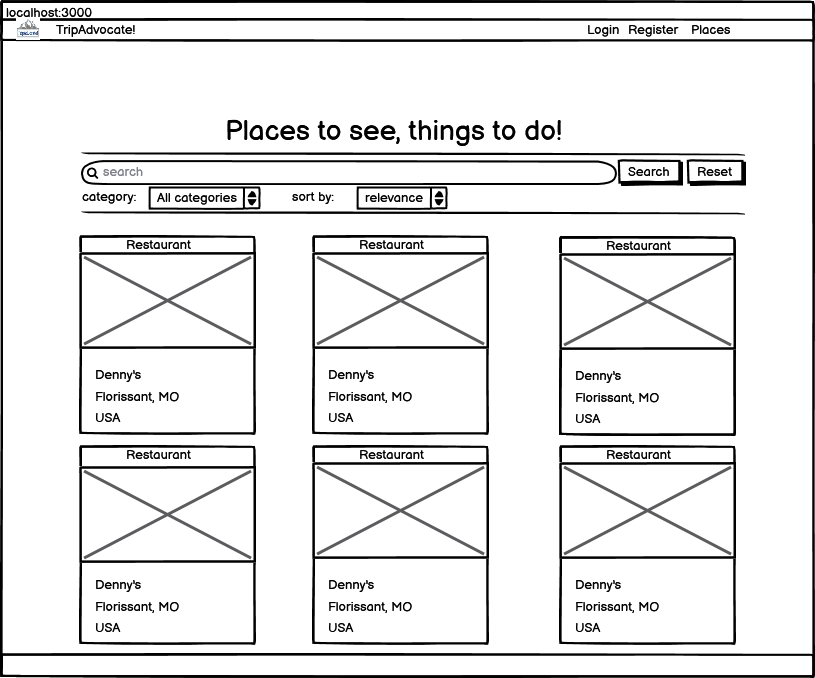 localhost:3000
TripAdvocate! Login Register Places
Places to see, things to do!
search Search Reset
category: All categories sort by: relevance
Restaurant Restaurant Restaurant
Denny's Denny's Denny's
Florissant, MO Florissant, MO Florissant, MO
USA USA USA
Restaurant Restaurant Restaurant
Denny's Denny's Denny's
Florissant, MO Florissant, MO Florissant, MO
USA USA USA